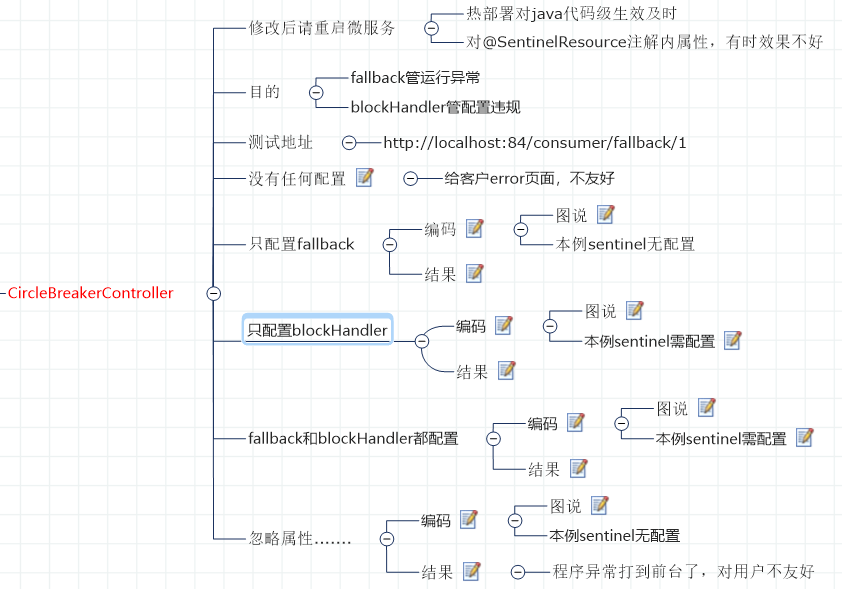 修改后请重启微服务
热部署对java代码级生效及时
对@SentinelResource注解内属性，有时效果不好
目的
fallback管运行异常
blockHandler管配置违规
测试地址
http://localhost:84/consumer/fallback/1
没有任何配置
给客户error页面，不友好
只配置fallback
编码
图说
本例sentinel无配置
结果
CircleBreakerController
只配置blockHandler
编码
图说
本例sentinel需配置
结果
fallback和blockHandler都配置
编码
图说
本例sentinel需配置
结果
忽略属性.......
编码
图说
本例sentinel无配置
结果
程序异常打到前台了，对用户不友好